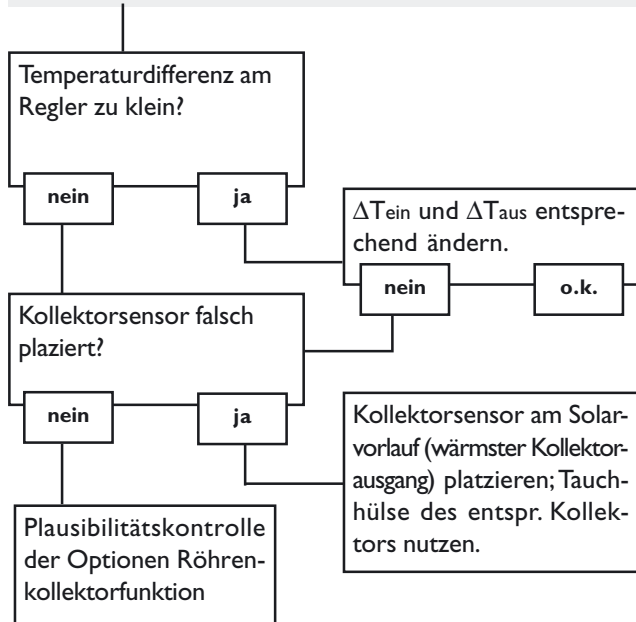 Temperaturdifferenz am
Regler zu klein?
nein
ja
ΔTein und ΔTaus entspre-
chend ändern.
nein
o.k.
Kollektorsensor falsch
plaziert?
nein
ja
Kollektorsensor am Solar-
vorlauf (wärmster Kollektor-
ausgang) platzieren; Tauch-
hülse des entspr. Kollek-
tors nutzen.
Plausibilitätskontrolle
der Optionen Röhren-
kollektorfunktion